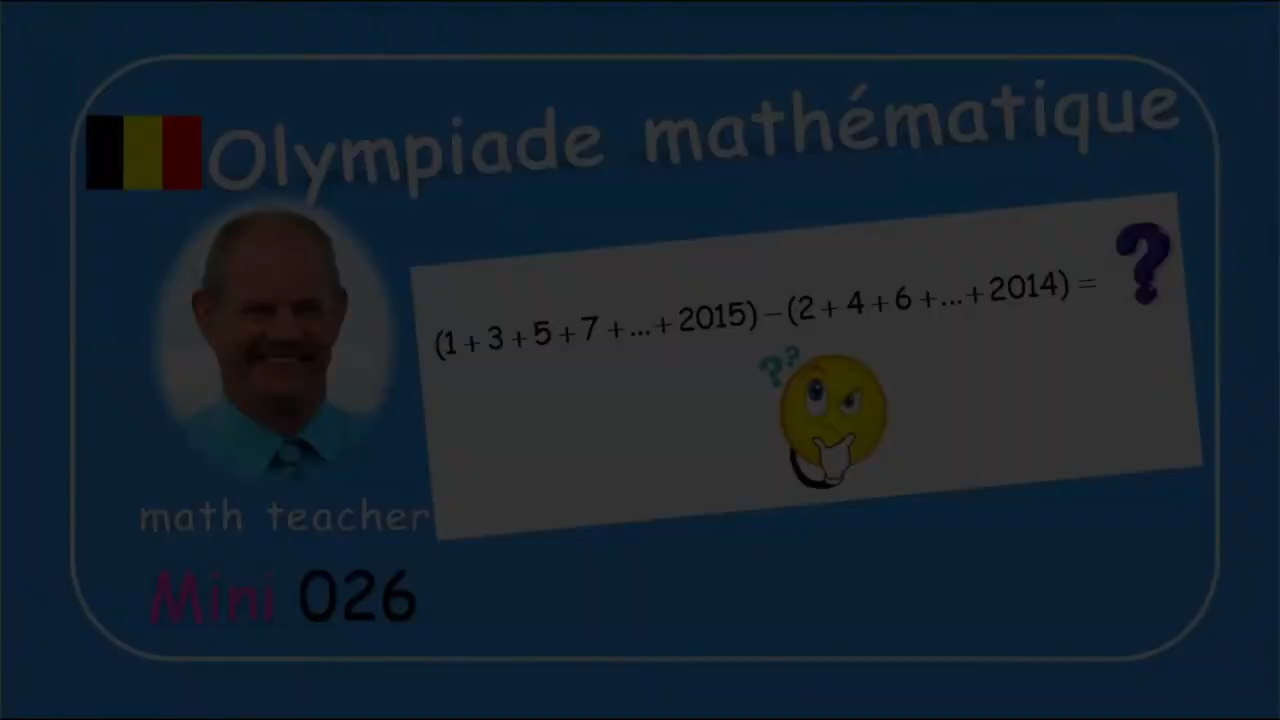 Olympiade mathématique
(1+3+5+7+...+2015)-(2+4+6+...+2014)= ?
? ?
math teacher
Mini 026